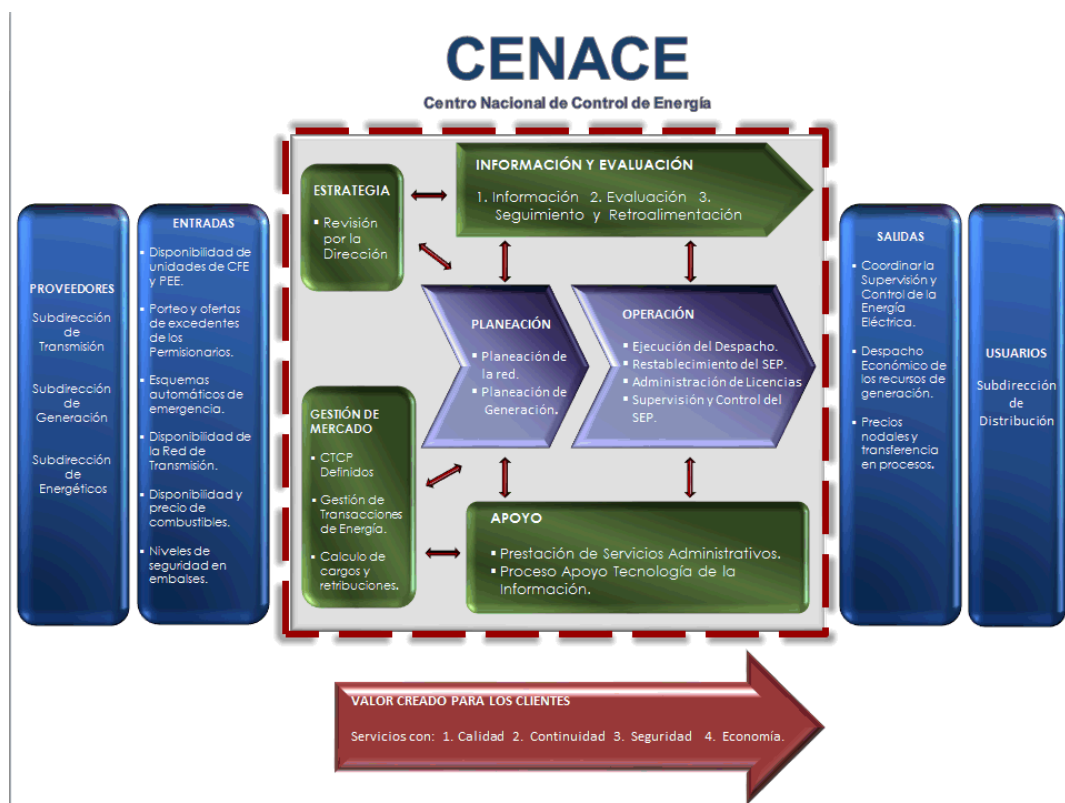 CENACE
Centro Nacional de Control de Energía
PROVEEDORES
Subdirección
de
Transmisión
Subdirección
de
Generación
Subdirección
de
Energéticos
ENTRADAS
▪ Disponibilidad de
unidades de CFE
y PEE.
▪ Porteo y ofertas
de excedentes
de los
Permisionarios.
▪ Esquemas
automáticos de
emergencia.
▪ Disponibilidad de
la Red de
Transmisión.
▪ Disponibilidad y
precio de
combustibles.
▪ Niveles de
seguridad en
embalses.
ESTRATEGIA
▪ Revisión
por la
Dirección
INFORMACIÓN Y EVALUACIÓN
1. Información 2. Evaluación 3.
Seguimiento y Retroalimentación
PLANEACIÓN
▪ Planeación de
la red.
▪ Planeación de
Generación.
OPERACIÓN
▪ Ejecución del Despacho.
▪ Restablecimiento del SEP.
▪ Administración de Licencias
▪ Supervisión y Control del
SEP.
GESTIÓN DE
MERCADO
▪ CTCP
Definidos
▪ Gestión de
Transacciones
de Energía.
▪ Calculo de
cargos y
retribuciones.
APOYO
▪ Prestación de Servicios Administrativos.
▪ Proceso Apoyo Tecnología de la
Información.
SALIDAS
▪ Coordinar la
Supervisión y
Control de la
Energía
Eléctrica.
▪ Despacho
Económico de
los recursos de
generación.
▪ Precios
nodales y
transferencia
en procesos.
USUARIOS
Subdirección
de
Distribución
VALOR CREADO PARA LOS CLIENTES
Servicios con: 1. Calidad 2. Continuidad 3. Seguridad 4. Economía.